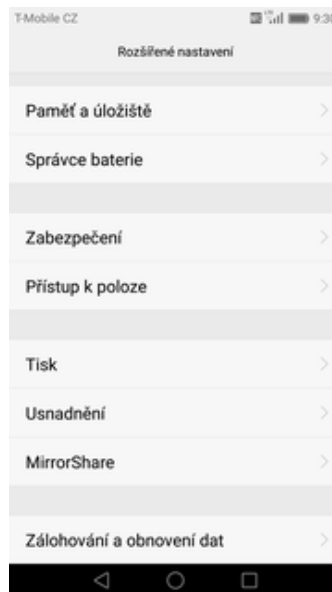 T-Mobile CZ 9:30
Rozšířené nastavení
Paměť a úložiště
Správce baterie
Zabezpečení
Přístup k poloze
Tisk
Usnadnění
MirrorShare
Zálohování a obnovení dat